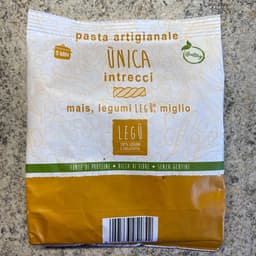 pasta artigianale
ÙNICA
intrecci
mais, legumi LEGÙ, miglio
LEGÙ
FONTE DI PROTEINE • RICCA DI FIBRE • SENZA GLUTINE